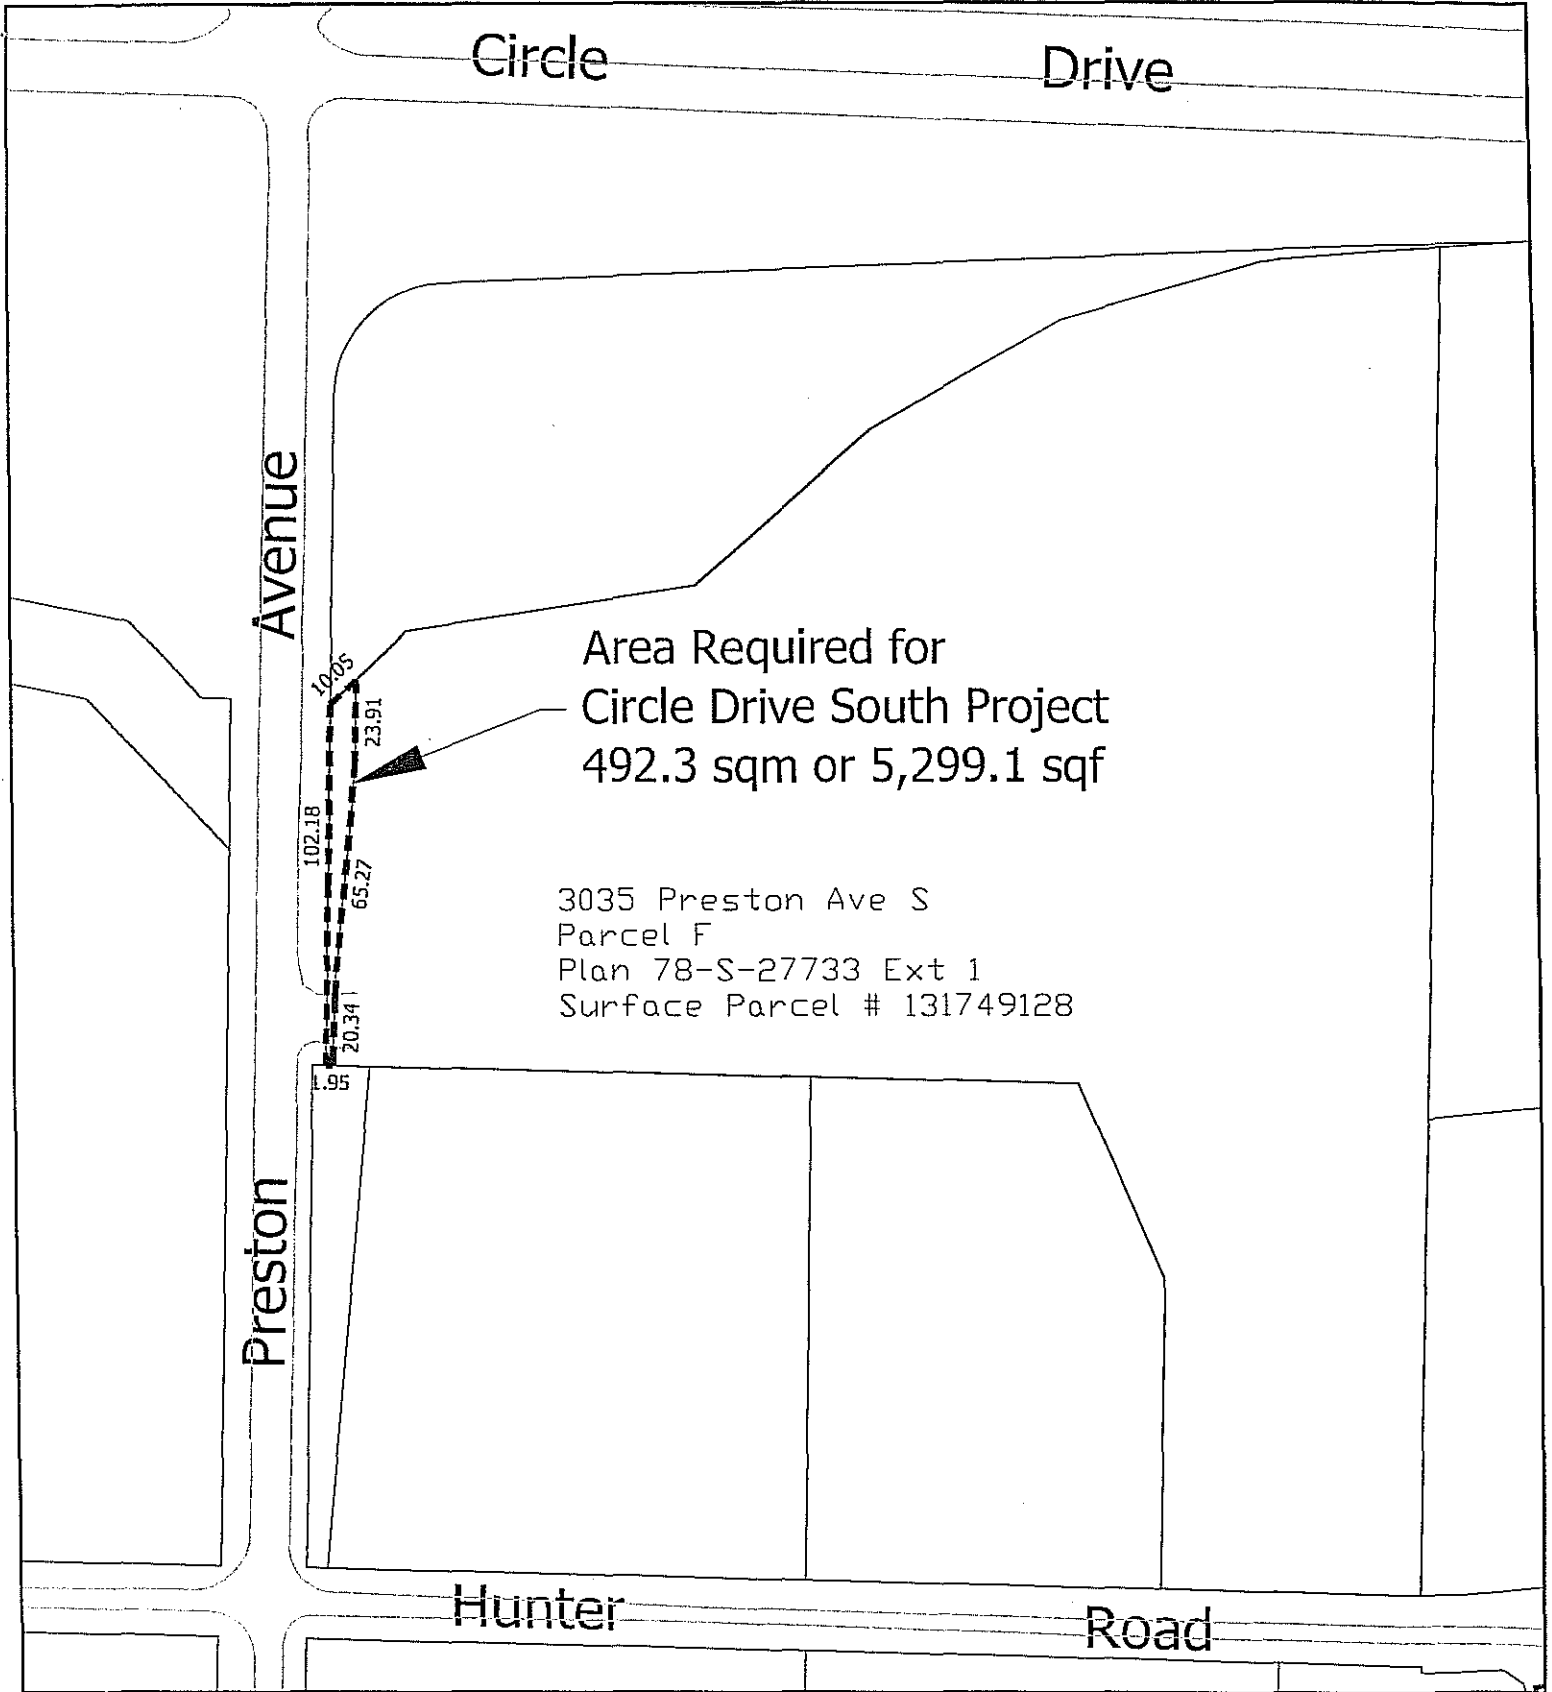 Circle Drive
Avenue
Area Required for
Circle Drive South Project
492.3 sqm or 5,299.1 sqf
10.05
23.91
102.18
65.27
20.34
1.95
3035 Preston Ave S
Parcel F
Plan 78-S-27733 Ext 1
Surface Parcel # 131749128
Preston
Hunter Road